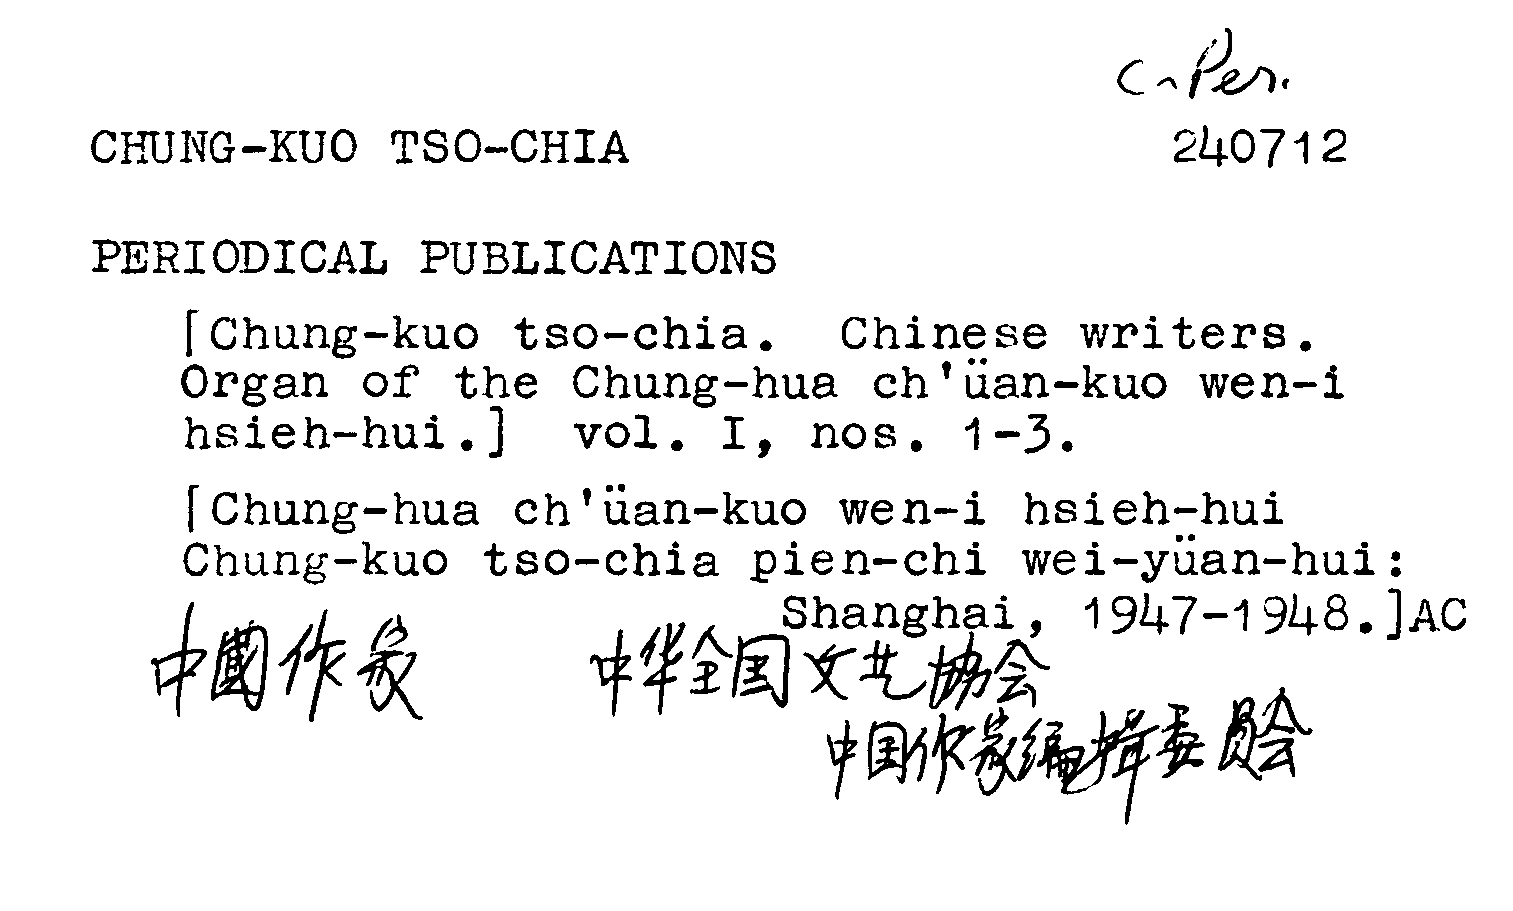 C. Per.
CHUNG-KUO TSO-CHIA 240712
PERIODICAL PUBLICATIONS
[Chung-kuo tso-chia. Chinese writers.
Organ of the Chung-hua ch'üan-kuo wen-i
hsieh-hui.] vol. I, nos. 1-3.
[Chung-hua ch'üan-kuo wen-i hsieh-hui
Chung-kuo tso-chia pien-chi wei-yüan-hui:
Shanghai, 1947-1948.]AC
中國作家 中华全国文艺协会
中国作家编辑委员会